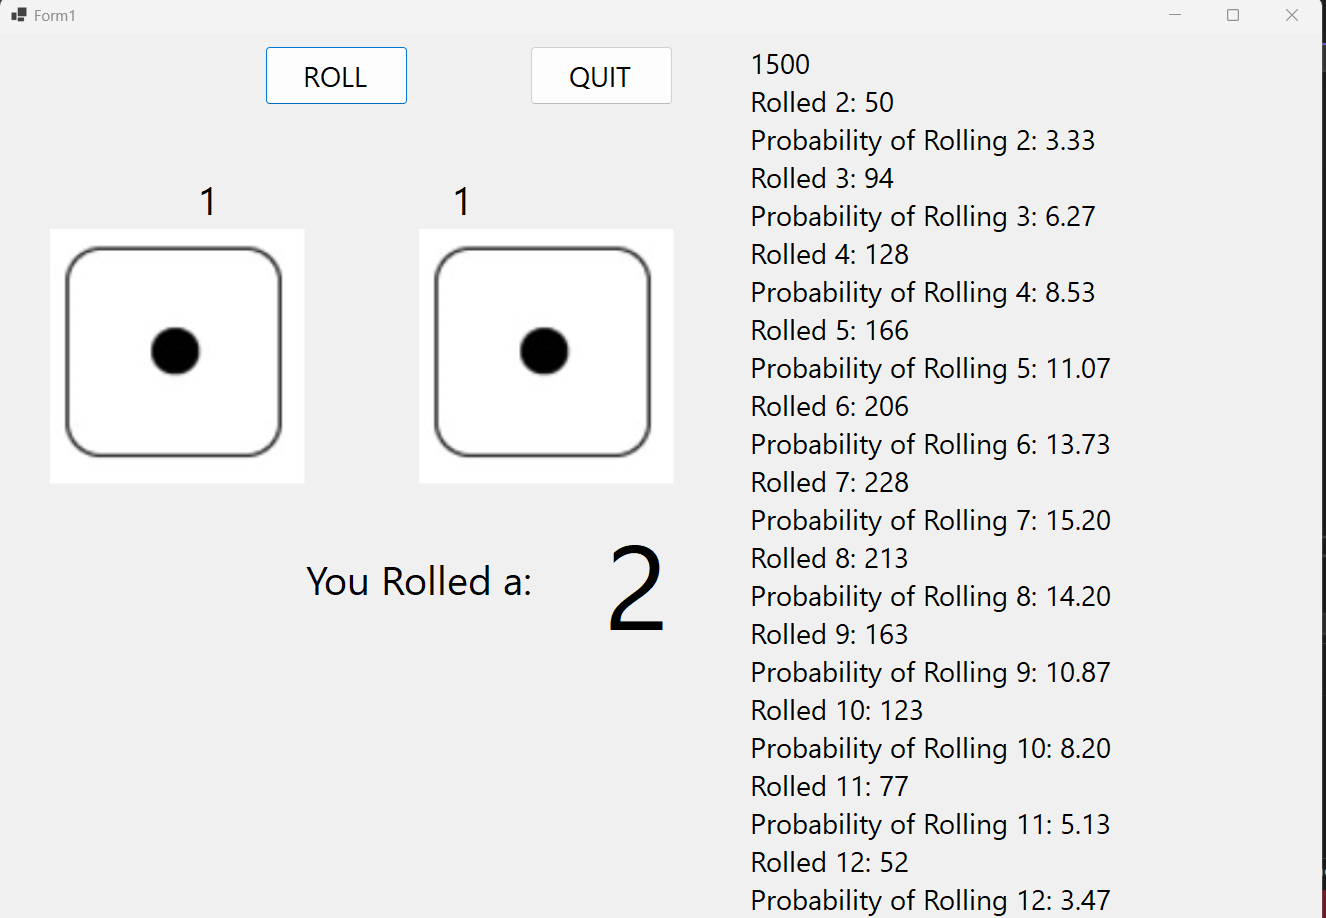 Form1
ROLL
QUIT
1
1
You Rolled a:
2
1500
Rolled 2: 50
Probability of Rolling 2: 3.33
Rolled 3: 94
Probability of Rolling 3: 6.27
Rolled 4: 128
Probability of Rolling 4: 8.53
Rolled 5: 166
Probability of Rolling 5: 11.07
Rolled 6: 206
Probability of Rolling 6: 13.73
Rolled 7: 228
Probability of Rolling 7: 15.20
Rolled 8: 213
Probability of Rolling 8: 14.20
Rolled 9: 163
Probability of Rolling 9: 10.87
Rolled 10: 123
Probability of Rolling 10: 8.20
Rolled 11: 77
Probability of Rolling 11: 5.13
Rolled 12: 52
Probability of Rolling 12: 3.47